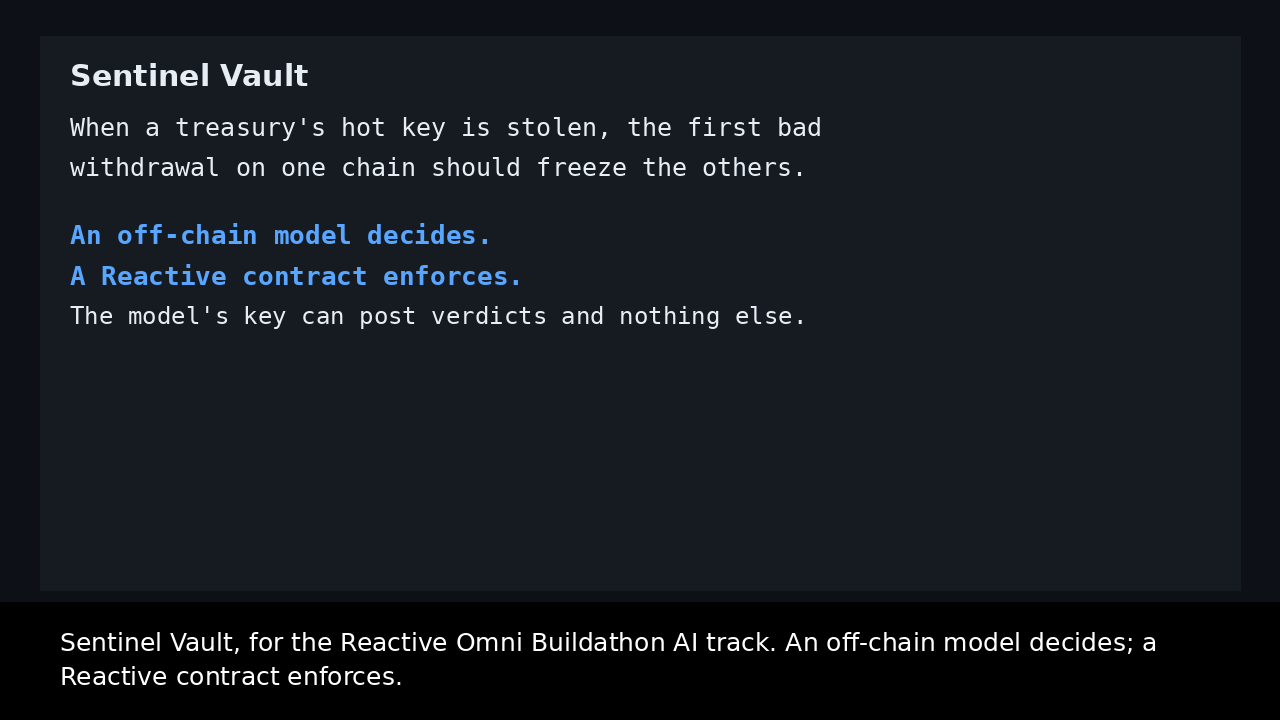 Sentinel Vault
When a treasury's hot key is stolen, the first bad
withdrawal on one chain should freeze the others.
An off-chain model decides.
A Reactive contract enforces.
The model's key can post verdicts and nothing else.
Sentinel Vault, for the Reactive Omni Buildathon AI track. An off-chain model decides; a
Reactive contract enforces.